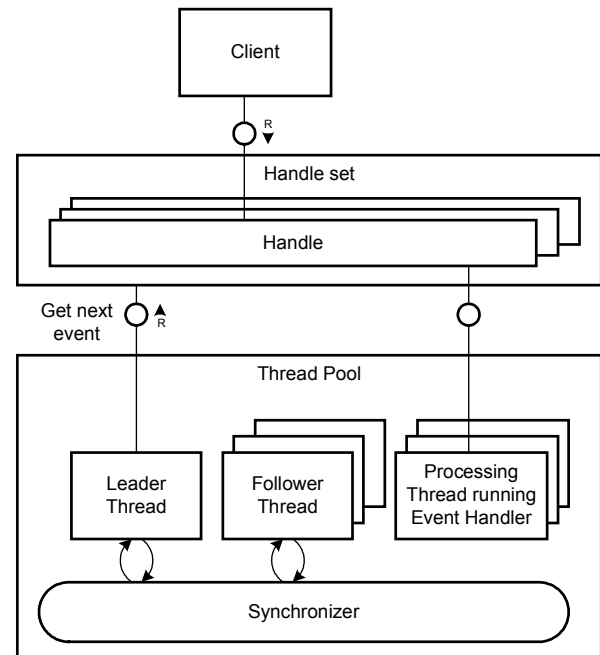 Client
R
Handle set
Handle
Get next
event
R
Thread Pool
Leader
Thread
Follower
Thread
Processing
Thread running
Event Handler
Synchronizer